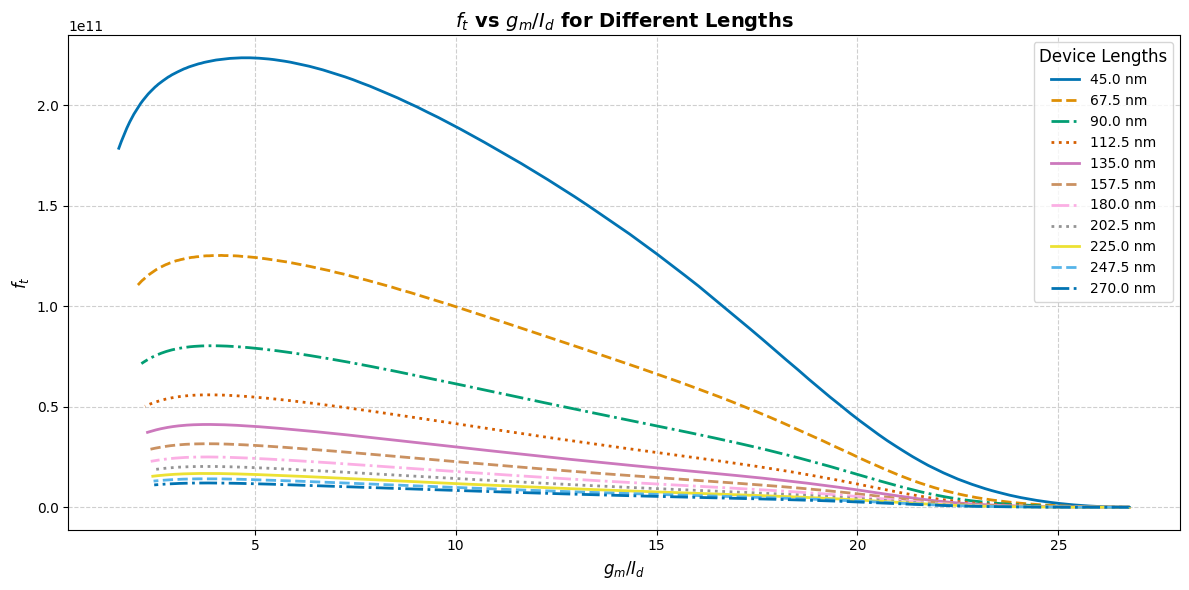 f_t vs g_m/I_d for Different Lengths
1e11
2.0
1.5
1.0
0.5
0.0
f_t
5 10 15 20 25
g_m/I_d
Device Lengths
45.0 nm
67.5 nm
90.0 nm
112.5 nm
135.0 nm
157.5 nm
180.0 nm
202.5 nm
225.0 nm
247.5 nm
270.0 nm